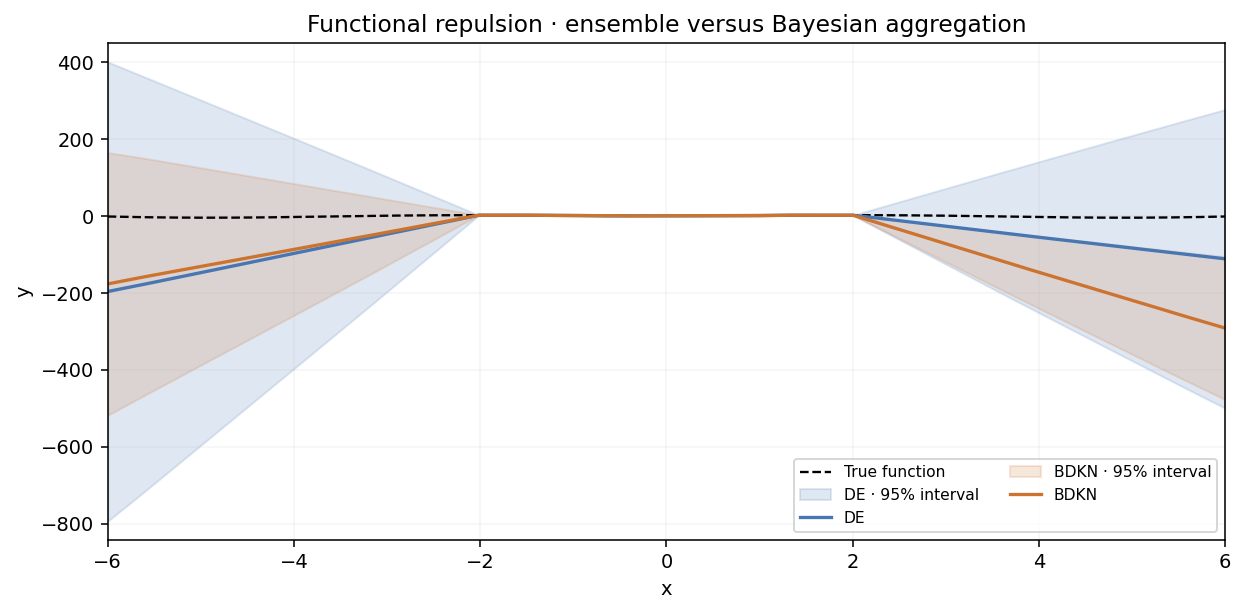 Functional repulsion · ensemble versus Bayesian aggregation
400
200
0
−200
−400
−600
−800
y
−6
−4
−2
0
2
4
6
x
True function
DE · 95% interval
DE
BDKN · 95% interval
BDKN